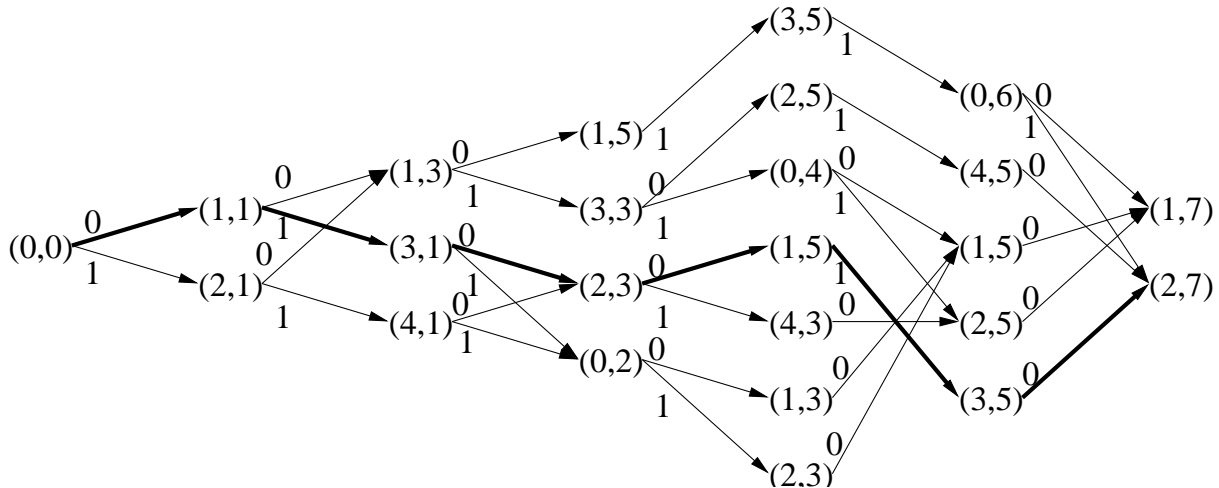 (3,5)
1
(2,5) (0,6) 0
1 1
(1,5) 1
0 0 0
(1,3) (0,4) (4,5)
0 0
1 1
(1,1) (3,3) (1,7)
0 1 1
0 0
(0,0) (3,1) (1,5) (1,5)
0 1 0
1 1
(2,1) (2,3) (2,7)
0 1 0 0
1
(4,1) (4,3) (2,5)
1 0
(0,2) 0 0
(1,3) (3,5)
1
0
(2,3)